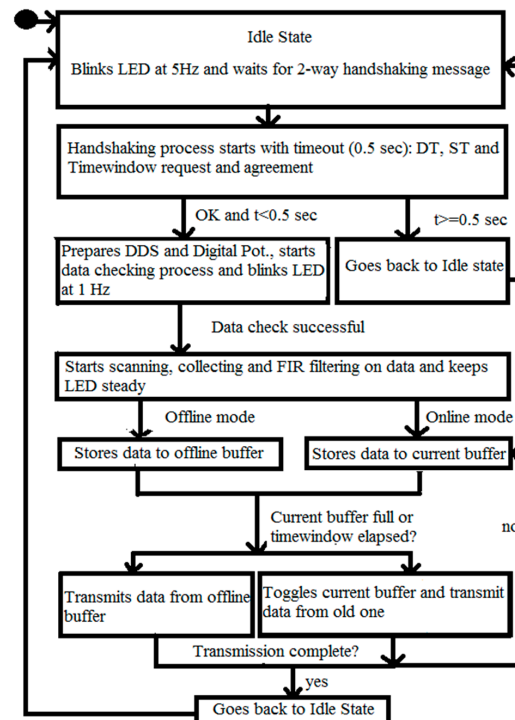 Idle State
Blinks LED at 5Hz and waits for 2-way handshaking message
Handshaking process starts with timeout (0.5 sec): DT, ST and
Timewindow request and agreement
OK and t<0.5 sec
t>=0.5 sec
Prepares DDS and Digital Pot., starts
data checking process and blinks LED
at 1 Hz
Goes back to Idle state
Data check successful
Starts scanning, collecting and FIR filtering on data and keeps
LED steady
Offline mode
Online mode
Stores data to offline buffer
Stores data to current buffer
Current buffer full or
timewindow elapsed?
no
Transmits data from offline
buffer
Toggles current buffer and transmit
data from old one
Transmission complete?
yes
Goes back to Idle State